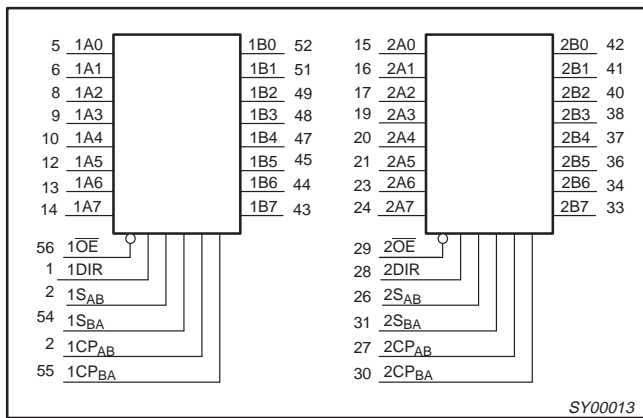 5 1A0 1B0 52
6 1A1 1B1 51
8 1A2 1B2 49
9 1A3 1B3 48
10 1A4 1B4 47
12 1A5 1B5 45
13 1A6 1B6 44
14 1A7 1B7 43
56 1O̅E̅
1 1DIR
2 1SAB
54 1SBA
2 1CPAB
55 1CPBA
15 2A0 2B0 42
16 2A1 2B1 41
17 2A2 2B2 40
19 2A3 2B3 38
20 2A4 2B4 37
21 2A5 2B5 36
23 2A6 2B6 34
24 2A7 2B7 33
29 2O̅E̅
28 2DIR
26 2SAB
31 2SBA
27 2CPAB
30 2CPBA
SY00013